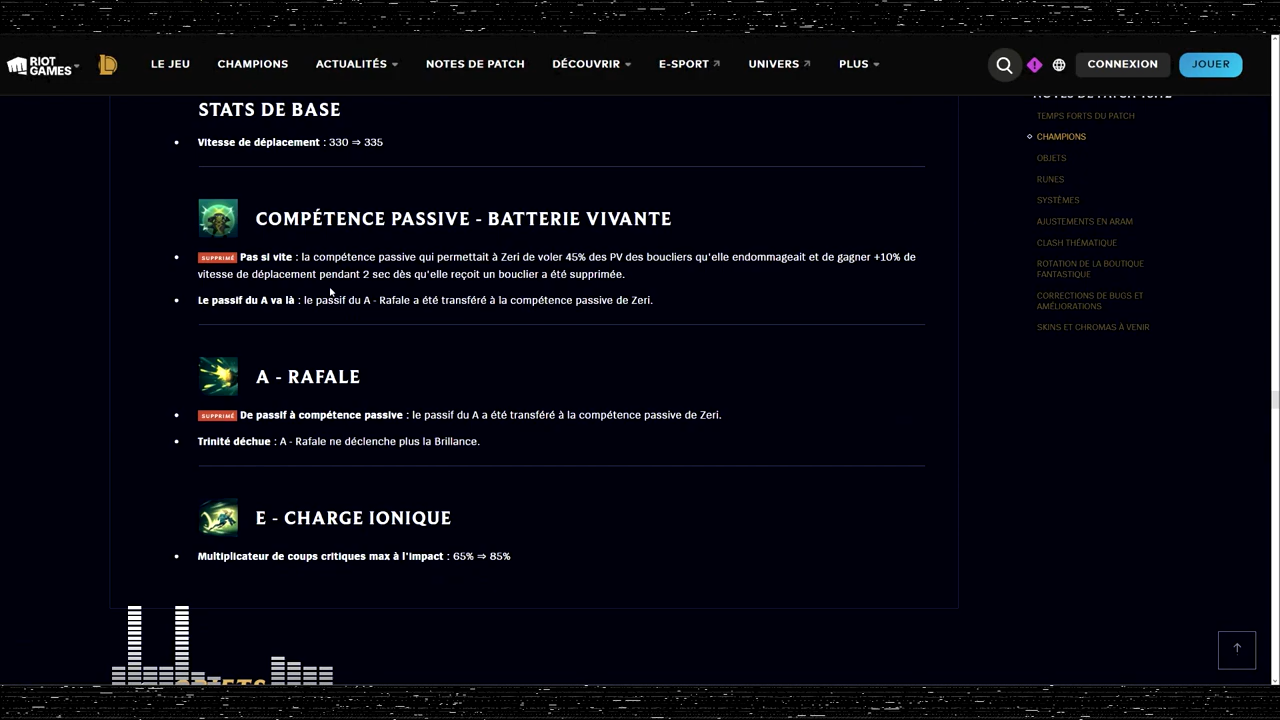 RIOT GAMES
LE JEU
CHAMPIONS
ACTUALITÉS
NOTES DE PATCH
DÉCOUVRIR
E-SPORT
UNIVERS
PLUS
CONNEXION
JOUER
STATS DE BASE
Vitesse de déplacement : 330 ⇒ 335
COMPÉTENCE PASSIVE - BATTERIE VIVANTE
SUPPRIMÉ Pas si vite : la compétence passive qui permettait à Zeri de voler 45% des PV des boucliers qu'elle endommageait et de gagner +10% de
vitesse de déplacement pendant 2 sec dès qu'elle reçoit un bouclier a été supprimée.
Le passif du A va là : le passif du A - Rafale a été transféré à la compétence passive de Zeri.
A - RAFALE
SUPPRIMÉ De passif à compétence passive : le passif du A a été transféré à la compétence passive de Zeri.
Trinité déchue : A - Rafale ne déclenche plus la Brillance.
E - CHARGE IONIQUE
Multiplicateur de coups critiques max à l'impact : 65% ⇒ 85%
OBJETS
NOTES DE PATCH
TEMPS FORTS DU PATCH
CHAMPIONS
OBJETS
RUNES
SYSTÈMES
AJUSTEMENTS EN ARAM
CLASH THÉMATIQUE
ROTATION DE LA BOUTIQUE
FANTASTIQUE
CORRECTIONS DE BUGS ET
AMÉLIORATIONS
SKINS ET CHROMAS À VENIR